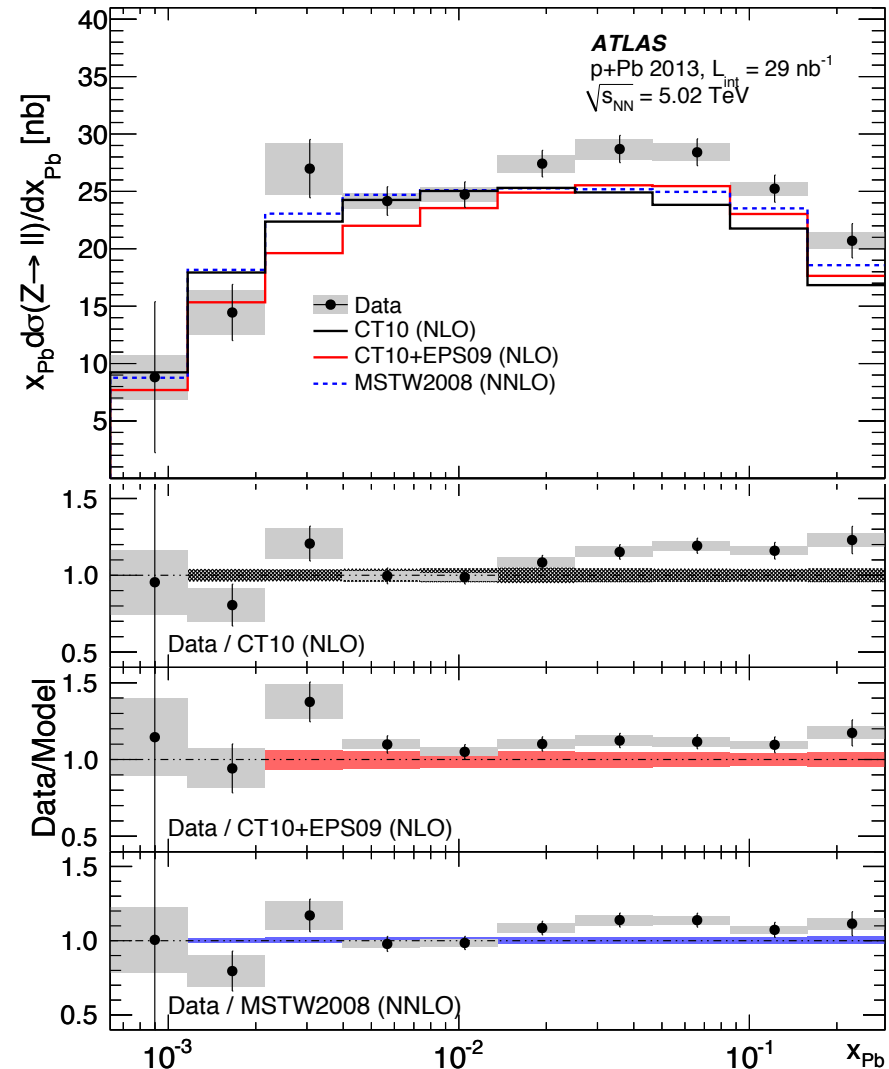 x_Pb dσ(Z→ ll)/dx_Pb [nb]
40
35
30
25
20
15
10
5
ATLAS
p+Pb 2013, L_int = 29 nb⁻¹
√s_NN = 5.02 TeV
Data
CT10 (NLO)
CT10+EPS09 (NLO)
MSTW2008 (NNLO)
Data/Model
1.5
1.0
0.5
Data / CT10 (NLO)
1.5
1.0
0.5
Data / CT10+EPS09 (NLO)
1.5
1.0
0.5
Data / MSTW2008 (NNLO)
10⁻³ 10⁻² 10⁻¹ x_Pb